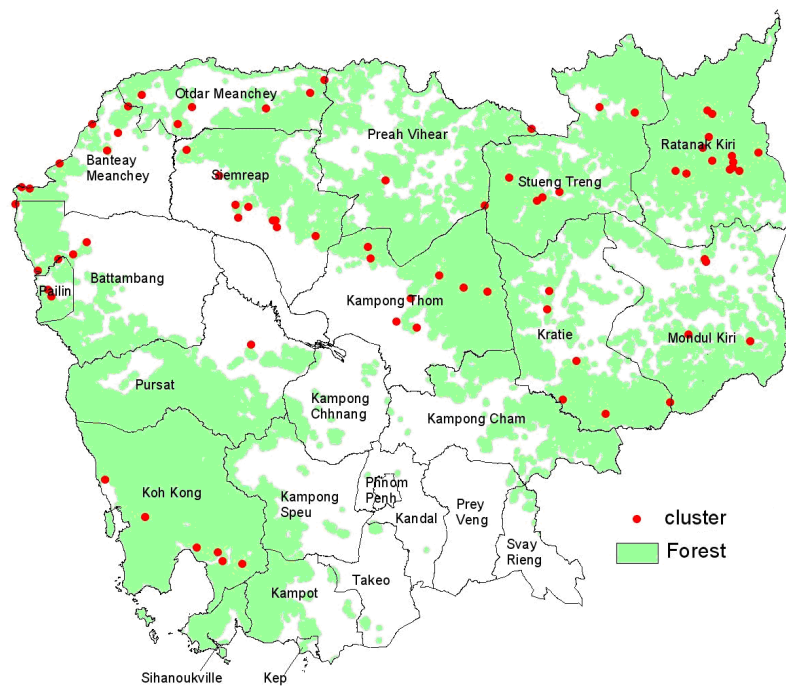 Otdar Meanchey
Preah Vihear
Ratanak Kiri
Banteay
Meanchey
Siemreap
Stueng Treng
Battambang
Pailin
Kampong Thom
Kratie
Mondul Kiri
Pursat
Kampong
Chhnang
Kampong Cham
Koh Kong
Kampong
Speu
Phnom
Penh
Kandal
Prey
Veng
Svay
Rieng
Takeo
Kampot
Sihanoukville
Kep
cluster
Forest